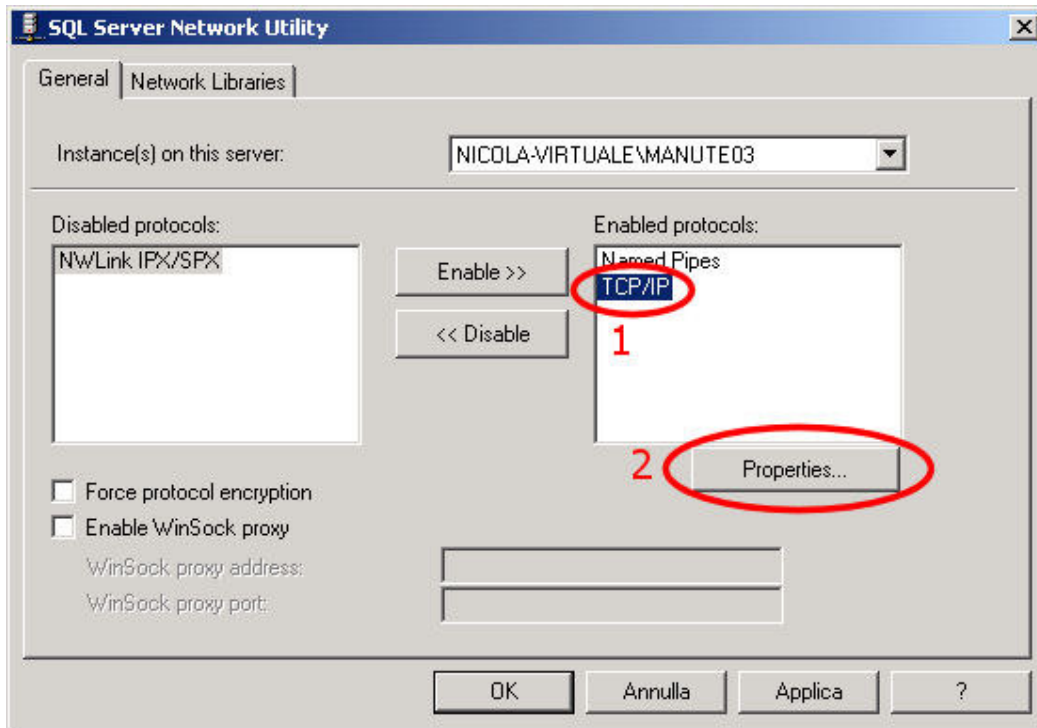 SQL Server Network Utility
General
Network Libraries
Instance(s) on this server:
NICOLA-VIRTUALE\MANUTE03
Disabled protocols:
Enabled protocols:
NWLink IPX/SPX
Named Pipes
TCP/IP
Enable >>
<< Disable
1
2
Properties...
Force protocol encryption
Enable WinSock proxy
WinSock proxy address:
WinSock proxy port:
OK
Annulla
Applica
?